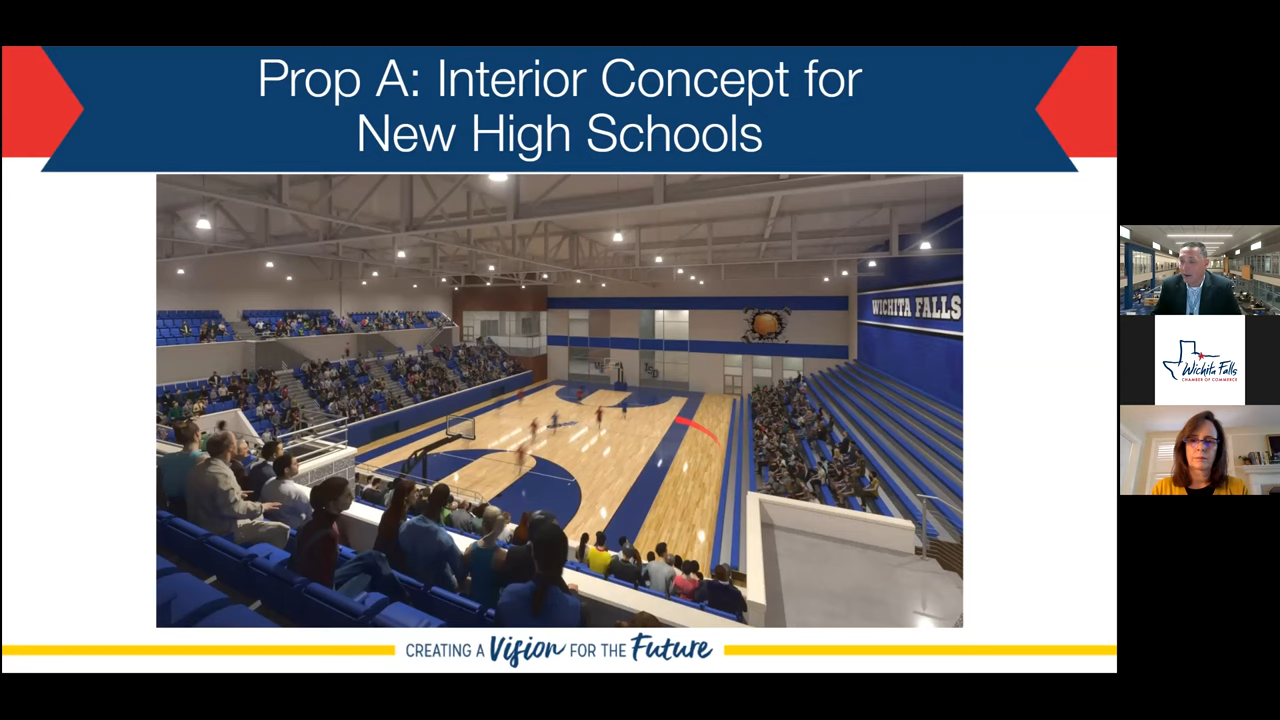 Prop A: Interior Concept for
New High Schools
WICHITA FALLS
ISD
CREATING A Vision FOR THE Future
Wichita Falls
CHAMBER OF COMMERCE